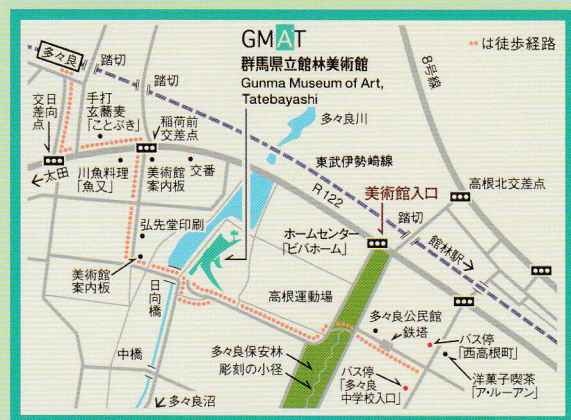 GMAT
群馬県立館林美術館
Gunma Museum of Art,
Tatebayashi
は徒歩経路
多々良
踏切
踏切
8号線
日向
交差点
手打
玄蕎麦
「ことぶき」
稲荷前
交差点
多々良川
東武伊勢崎線
←太田
川魚料理
「魚又」
美術館
案内板
交番
R122
美術館入口
高根北交差点
踏切
館林駅→
弘先堂印刷
ホームセンター
「ビバホーム」
美術館
案内板
日向橋
高根運動場
多々良公民館
鉄塔
バス停
「西高根町」
中橋
多々良保安林
彫刻の小径
バス停
「多々良
中学校入口」
洋菓子喫茶
「ア・ルーアン」
↙多々良沼